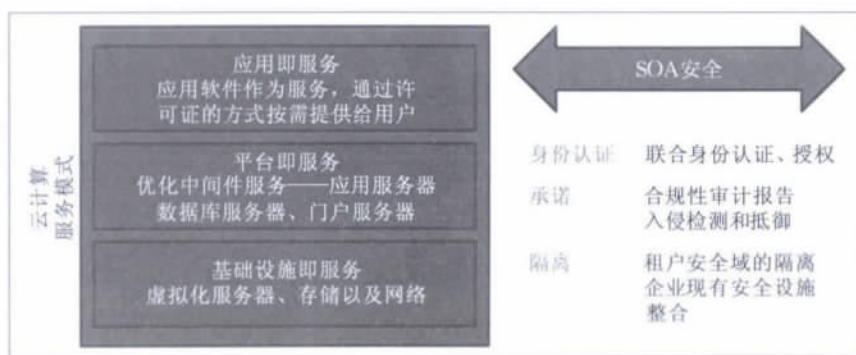 云计算
服务模式
应用即服务
应用软件作为服务，通过许
可证的方式按需提供给用户
平台即服务
优化中间件服务——应用服务器
数据库服务器、门户服务器
基础设施即服务
虚拟化服务器、存储以及网络
SOA安全
身份认证 联合身份认证、授权
承诺 合规性审计报告
入侵检测和抵御
隔离 租户安全域的隔离
企业现有安全设施
整合